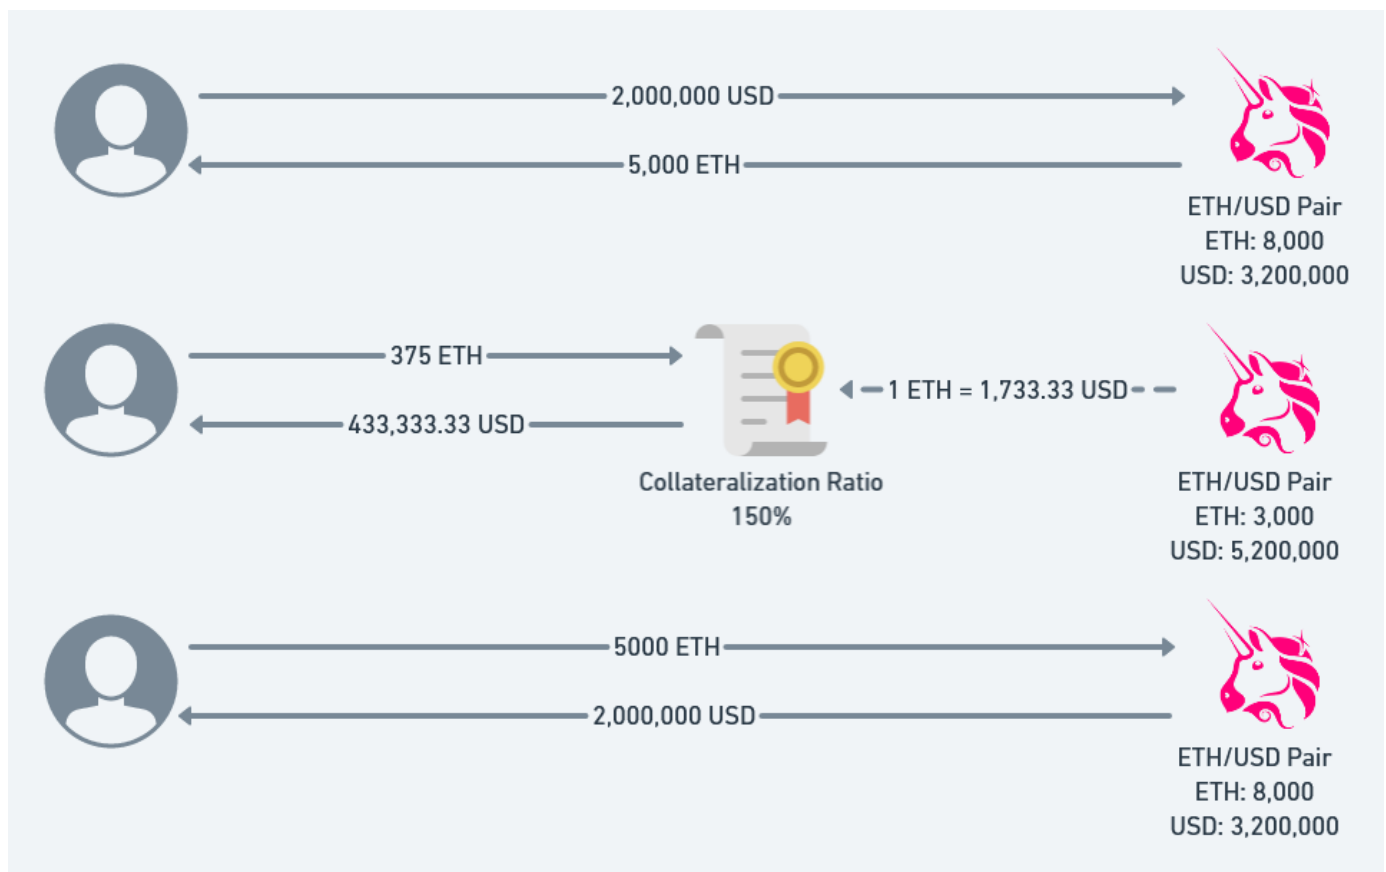 2,000,000 USD
5,000 ETH
ETH/USD Pair
ETH: 8,000
USD: 3,200,000
375 ETH
1 ETH = 1,733.33 USD
433,333.33 USD
Collateralization Ratio
150%
ETH/USD Pair
ETH: 3,000
USD: 5,200,000
5000 ETH
2,000,000 USD
ETH/USD Pair
ETH: 8,000
USD: 3,200,000